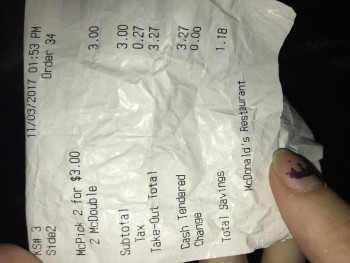 KS# 3 11/03/2017 01:53 PM
Side2 Order 34
McPick 2 for $3.00 3.00
2 McDouble
Subtotal 3.00
Tax 0.27
Take-Out Total 3.27
Cash Tendered 3.27
Change 0.00
Total Savings 1.18
McDonald's Restaurant